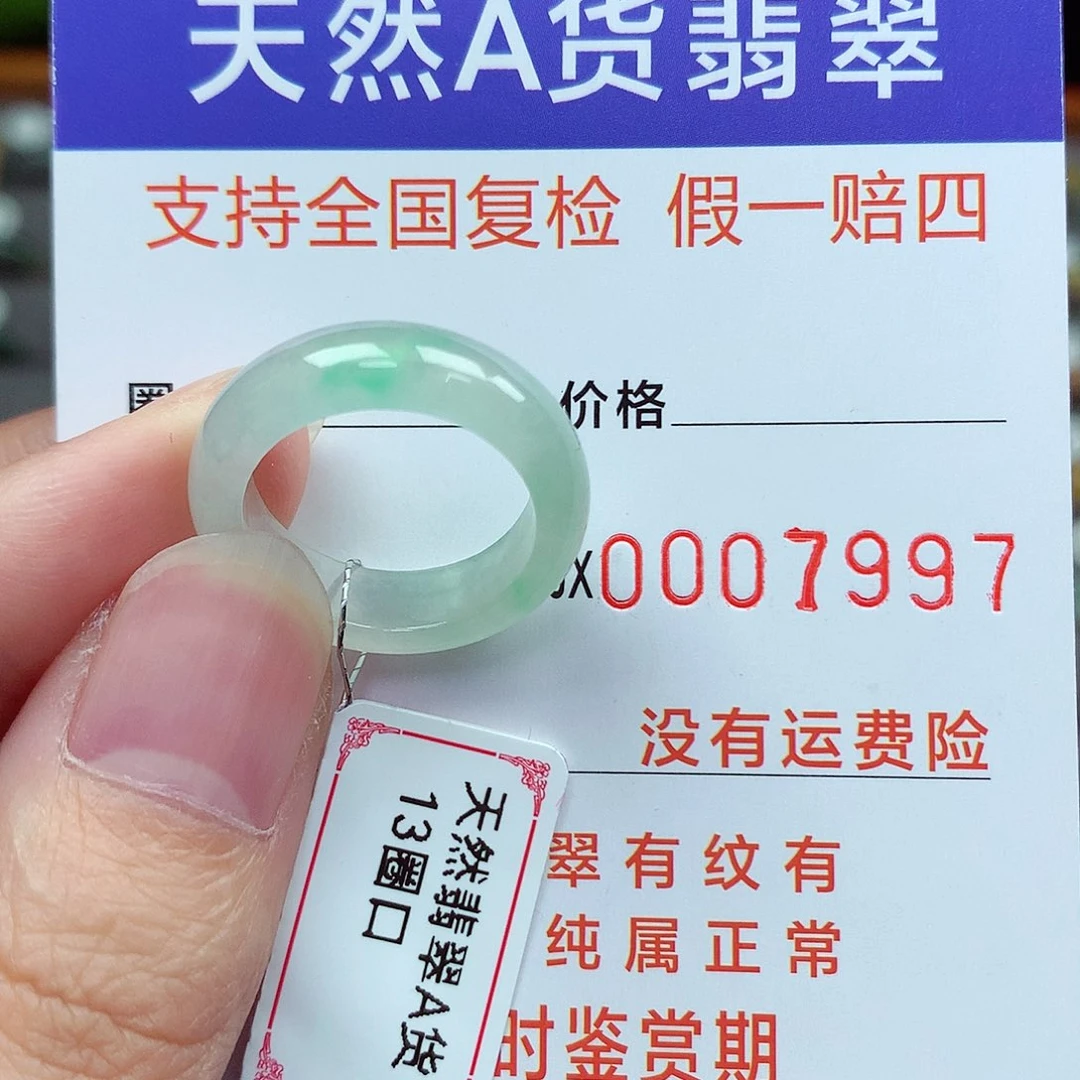 天然A货翡翠
支持全国复检 假一赔四
圈
价格
X0007997
没有运费险
翠有纹有
纯属正常
时鉴赏期
天然翡翠A货
13圈口